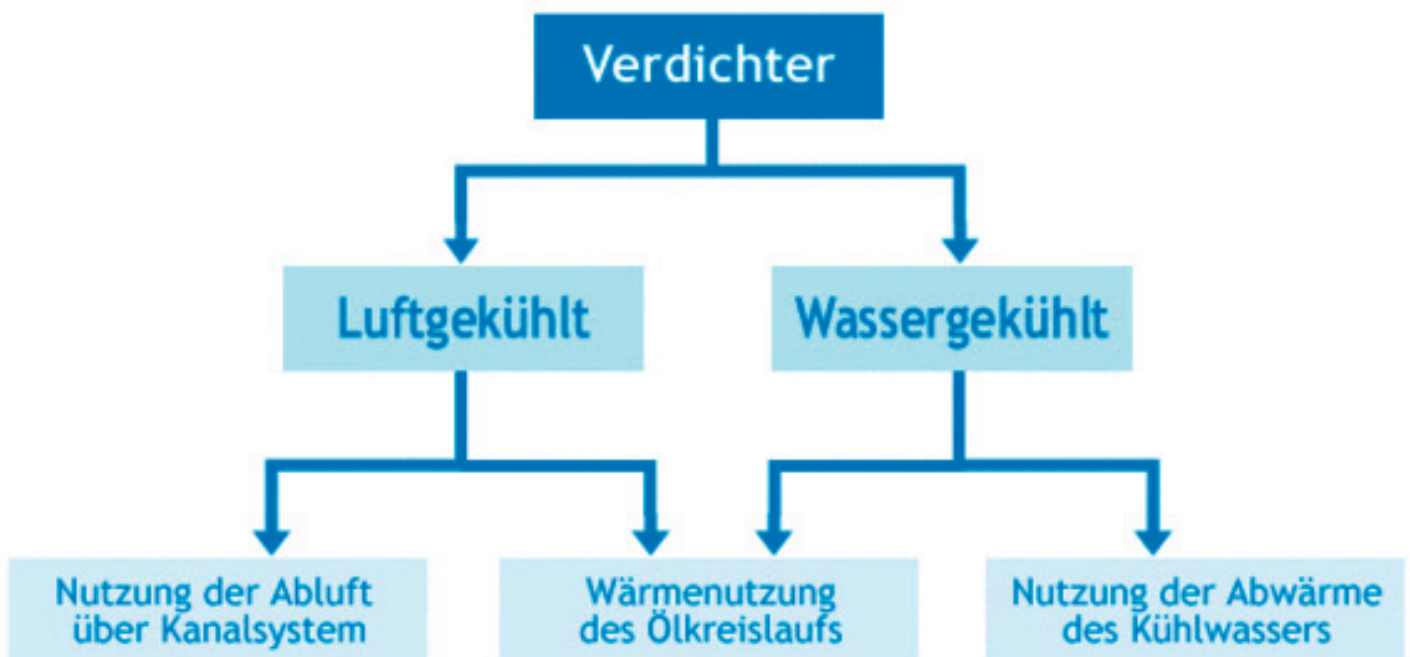 Verdichter
Luftgekühlt
Wassergekühlt
Nutzung der Abluft
über Kanalsystem
Wärmenutzung
des Ölkreislaufs
Nutzung der Abwärme
des Kühlwassers